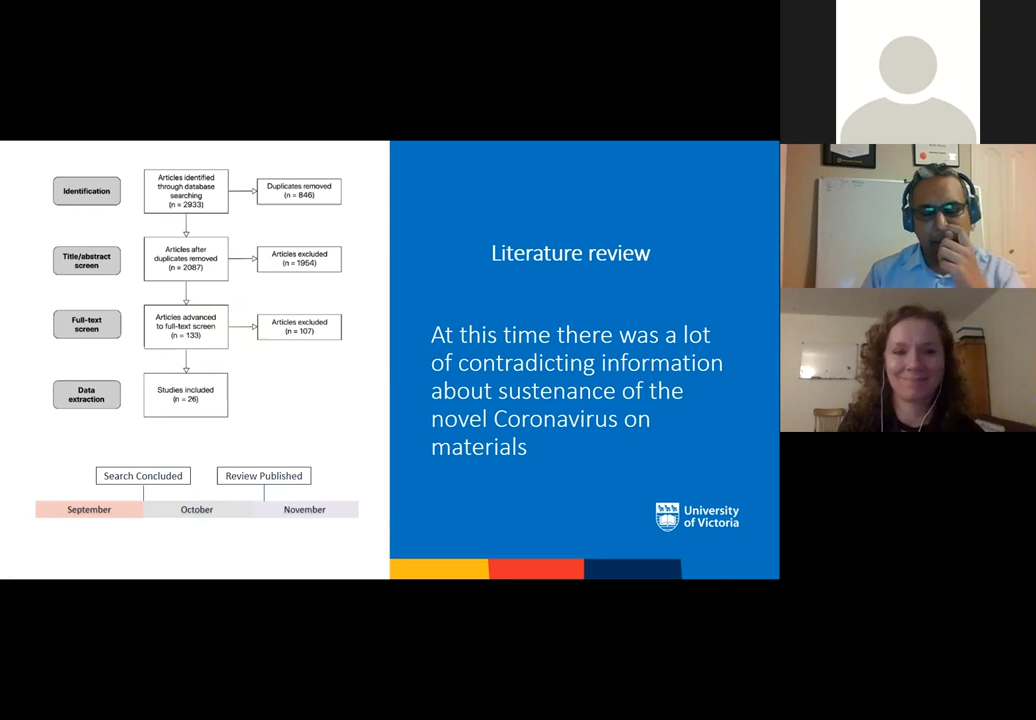 Identification
Articles identified
through database
searching
(n = 2933)
Duplicates removed
(n = 846)
Title/abstract
screen
Articles after
duplicates removed
(n = 2087)
Articles excluded
(n = 1954)
Full-text
screen
Articles advanced
to full-text screen
(n = 133)
Articles excluded
(n = 107)
Data
extraction
Studies included
(n = 26)
Search Concluded
Review Published
September
October
November
Literature review
At this time there was a lot
of contradicting information
about sustenance of the
novel Coronavirus on
materials
University
of Victoria